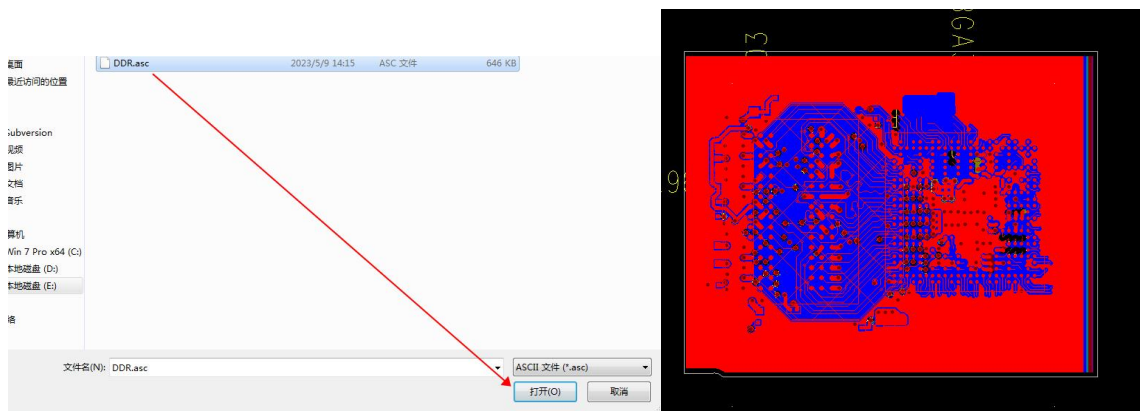 DDR.asc 2023/5/9 14:15 ASC 文件 646 KB
桌面
最近访问的位置
Subversion
视频
图片
文档
音乐
算机
Win 7 Pro x64 (C:)
本地磁盘 (D:)
本地磁盘 (E:)
络
文件名(N): DDR.asc ASCII 文件 (*.asc)
打开(O) 取消